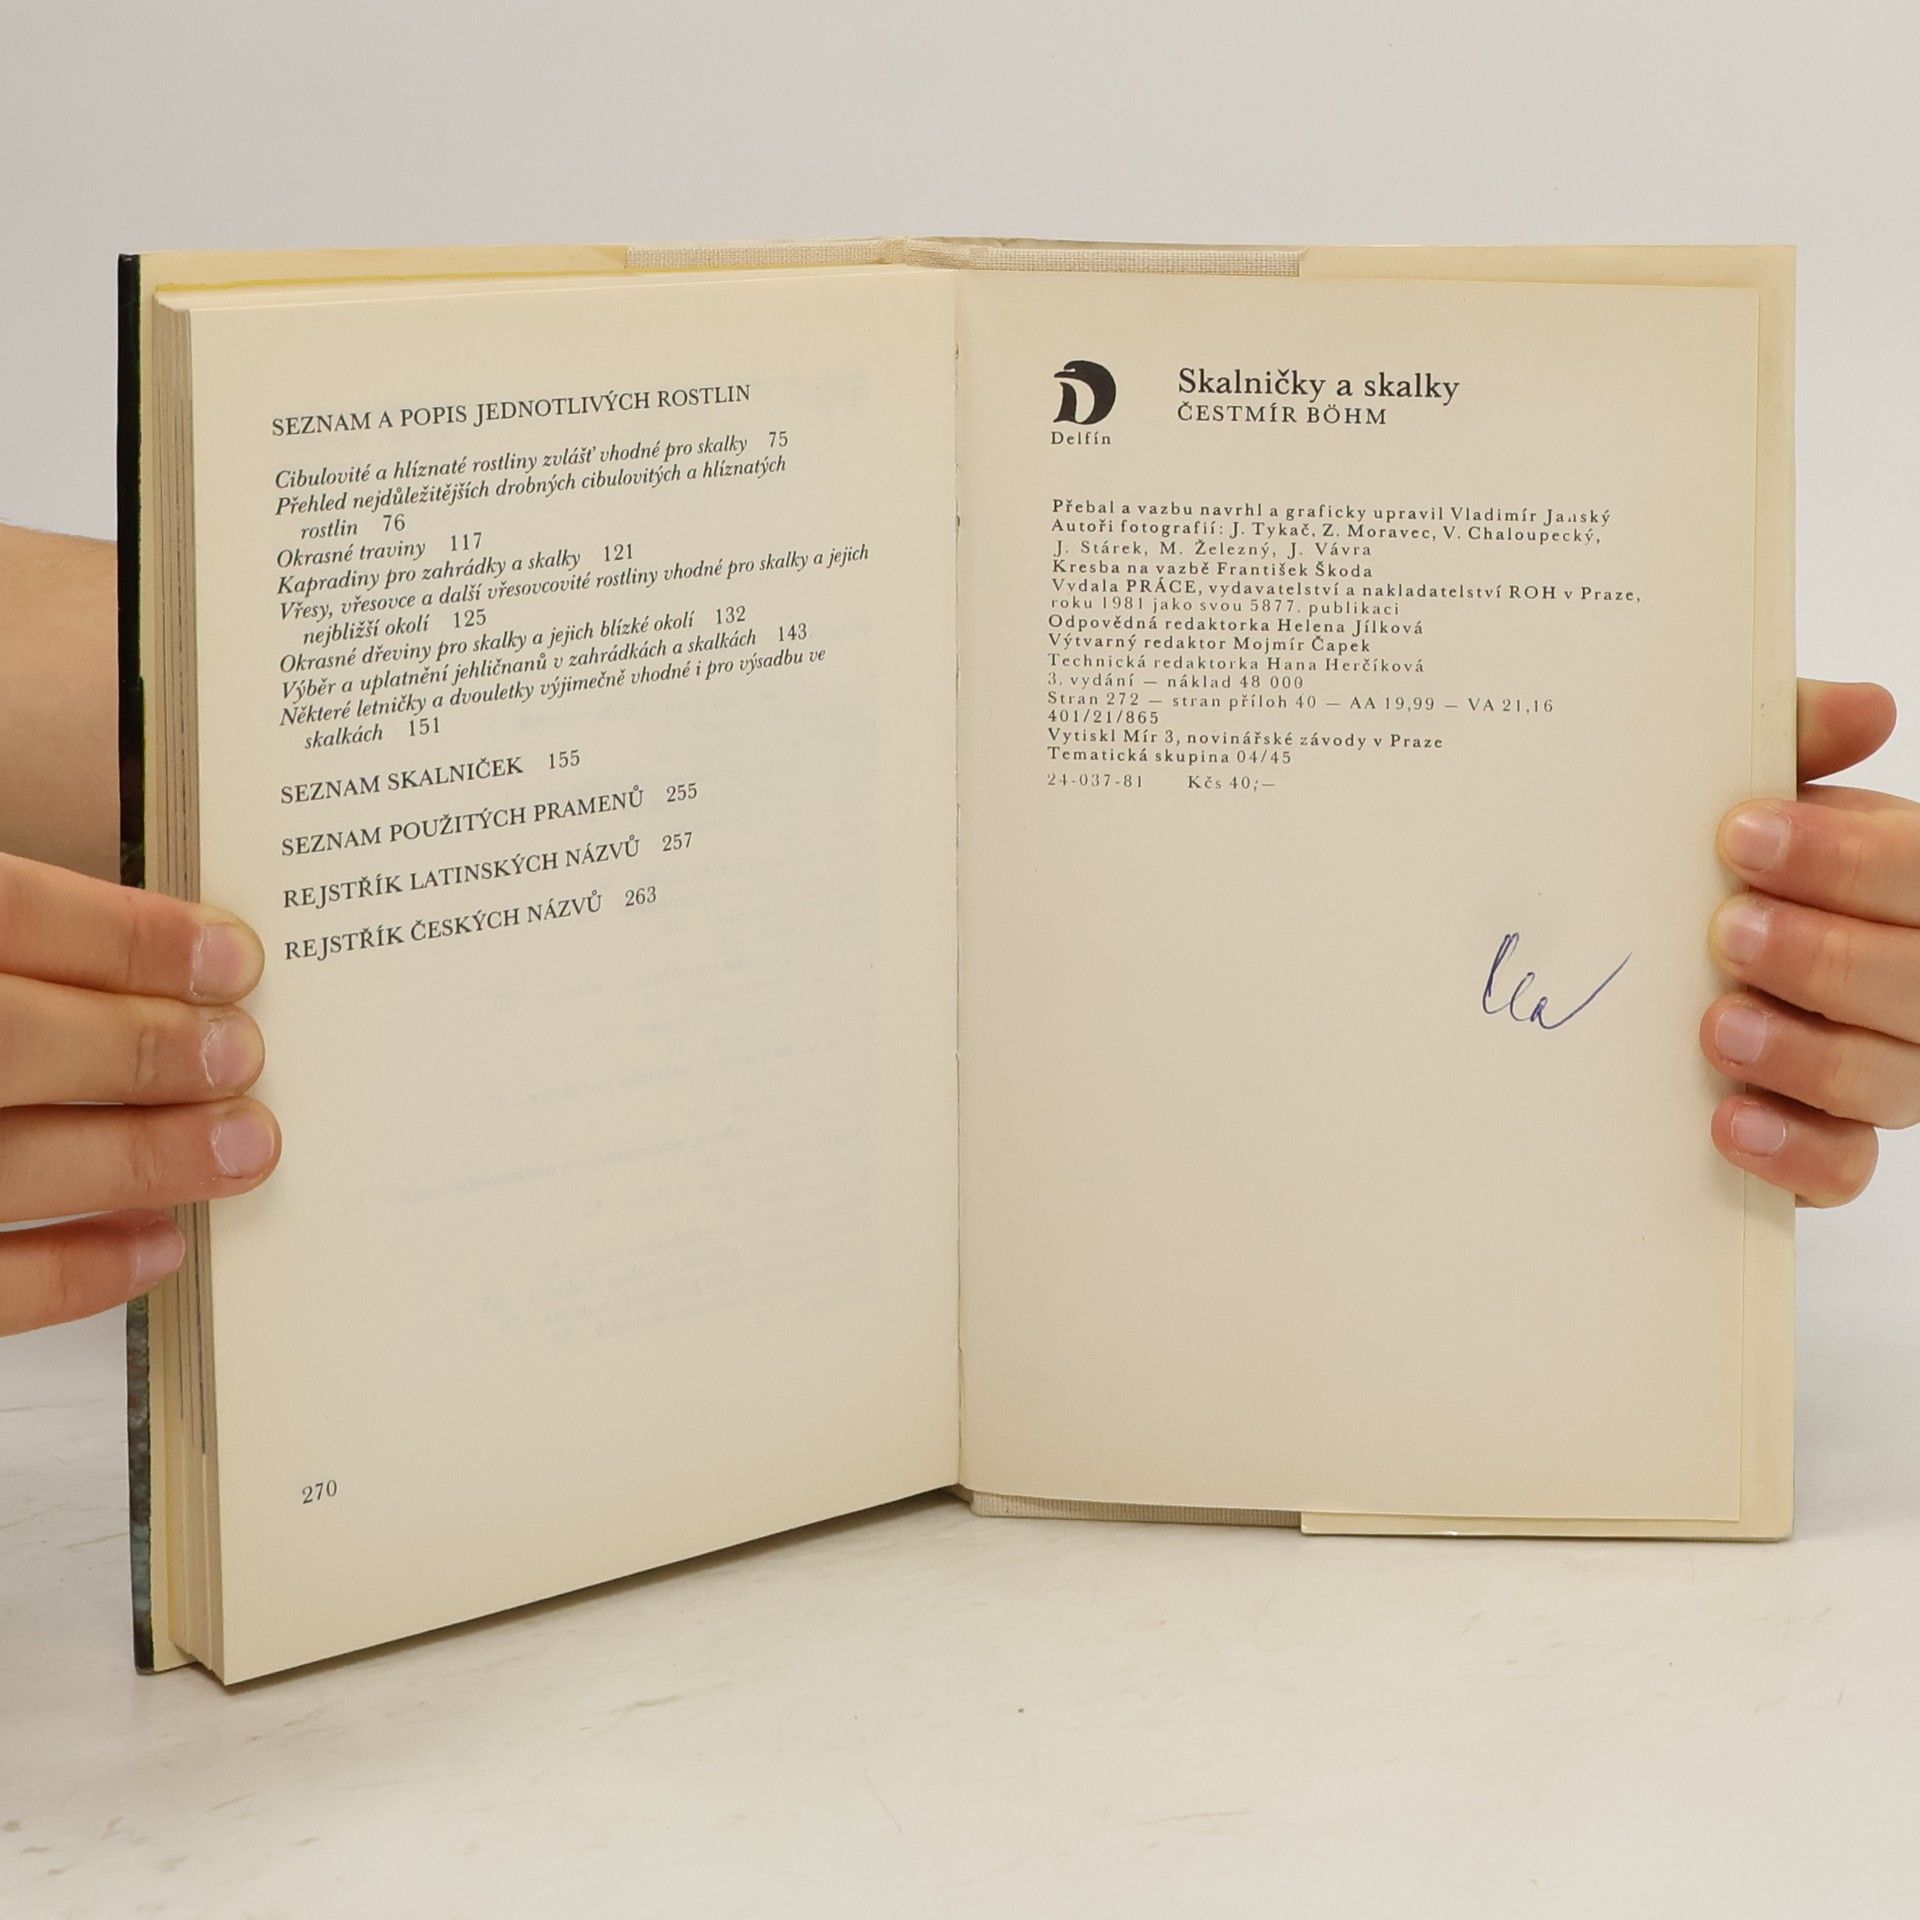 SEZNAM A POPIS JEDNOTLIVÝCH ROSTLIN
Cibulovité a hlíznaté rostliny zvlášť vhodné pro skalky 75
Přehled nejdůležitějších drobných cibulovitých a hlíznatých
rostlin 76
Okrasné traviny 117
Kapradiny pro zahrádky a skalky 121
Vřesy, vřesovce a další vřesovcovité rostliny vhodné pro skalky a jejich
nejbližší okolí 125
Okrasné dřeviny pro skalky a jejich blízké okolí 132
Výběr a uplatnění jehličnanů v zahrádkách a skalkách 143
Některé letničky a dvouletky výjimečně vhodné i pro výsadbu ve
skalkách 151
SEZNAM SKALNIČEK 155
SEZNAM POUŽITÝCH PRAMENŮ 255
REJSTŘÍK LATINSKÝCH NÁZVŮ 257
REJSTŘÍK ČESKÝCH NÁZVŮ 263
270
Delfín
Skalničky a skalky
ČESTMÍR BÖHM
Přebal a vazbu navrhl a graficky upravil Vladimír
Autoři fotografií: J. Tykač, Z. Moravec, V. Chaloupecký,
J. Stárek, M. Železný, J. Vávra
Kresba na vazbě František Škoda
Vydala PRÁCE, vydavatelství a nakladatelství ROH v Praze,
roku 1981 jako svou 5877. publikaci
Odpovědná redaktorka Helena Jílková
Výtvarný redaktor Mojmír Čapek
Technická redaktorka Hana Herčíková
3. vydání — náklad 48 000
Stran 272 — stran příloh 40 — AA 19,99 — VA 21,16
401/21/865
Vytiskl Mír 3, novinářské závody v Praze
Tematická skupina 04/45
24-037-81 Kčs 40,—